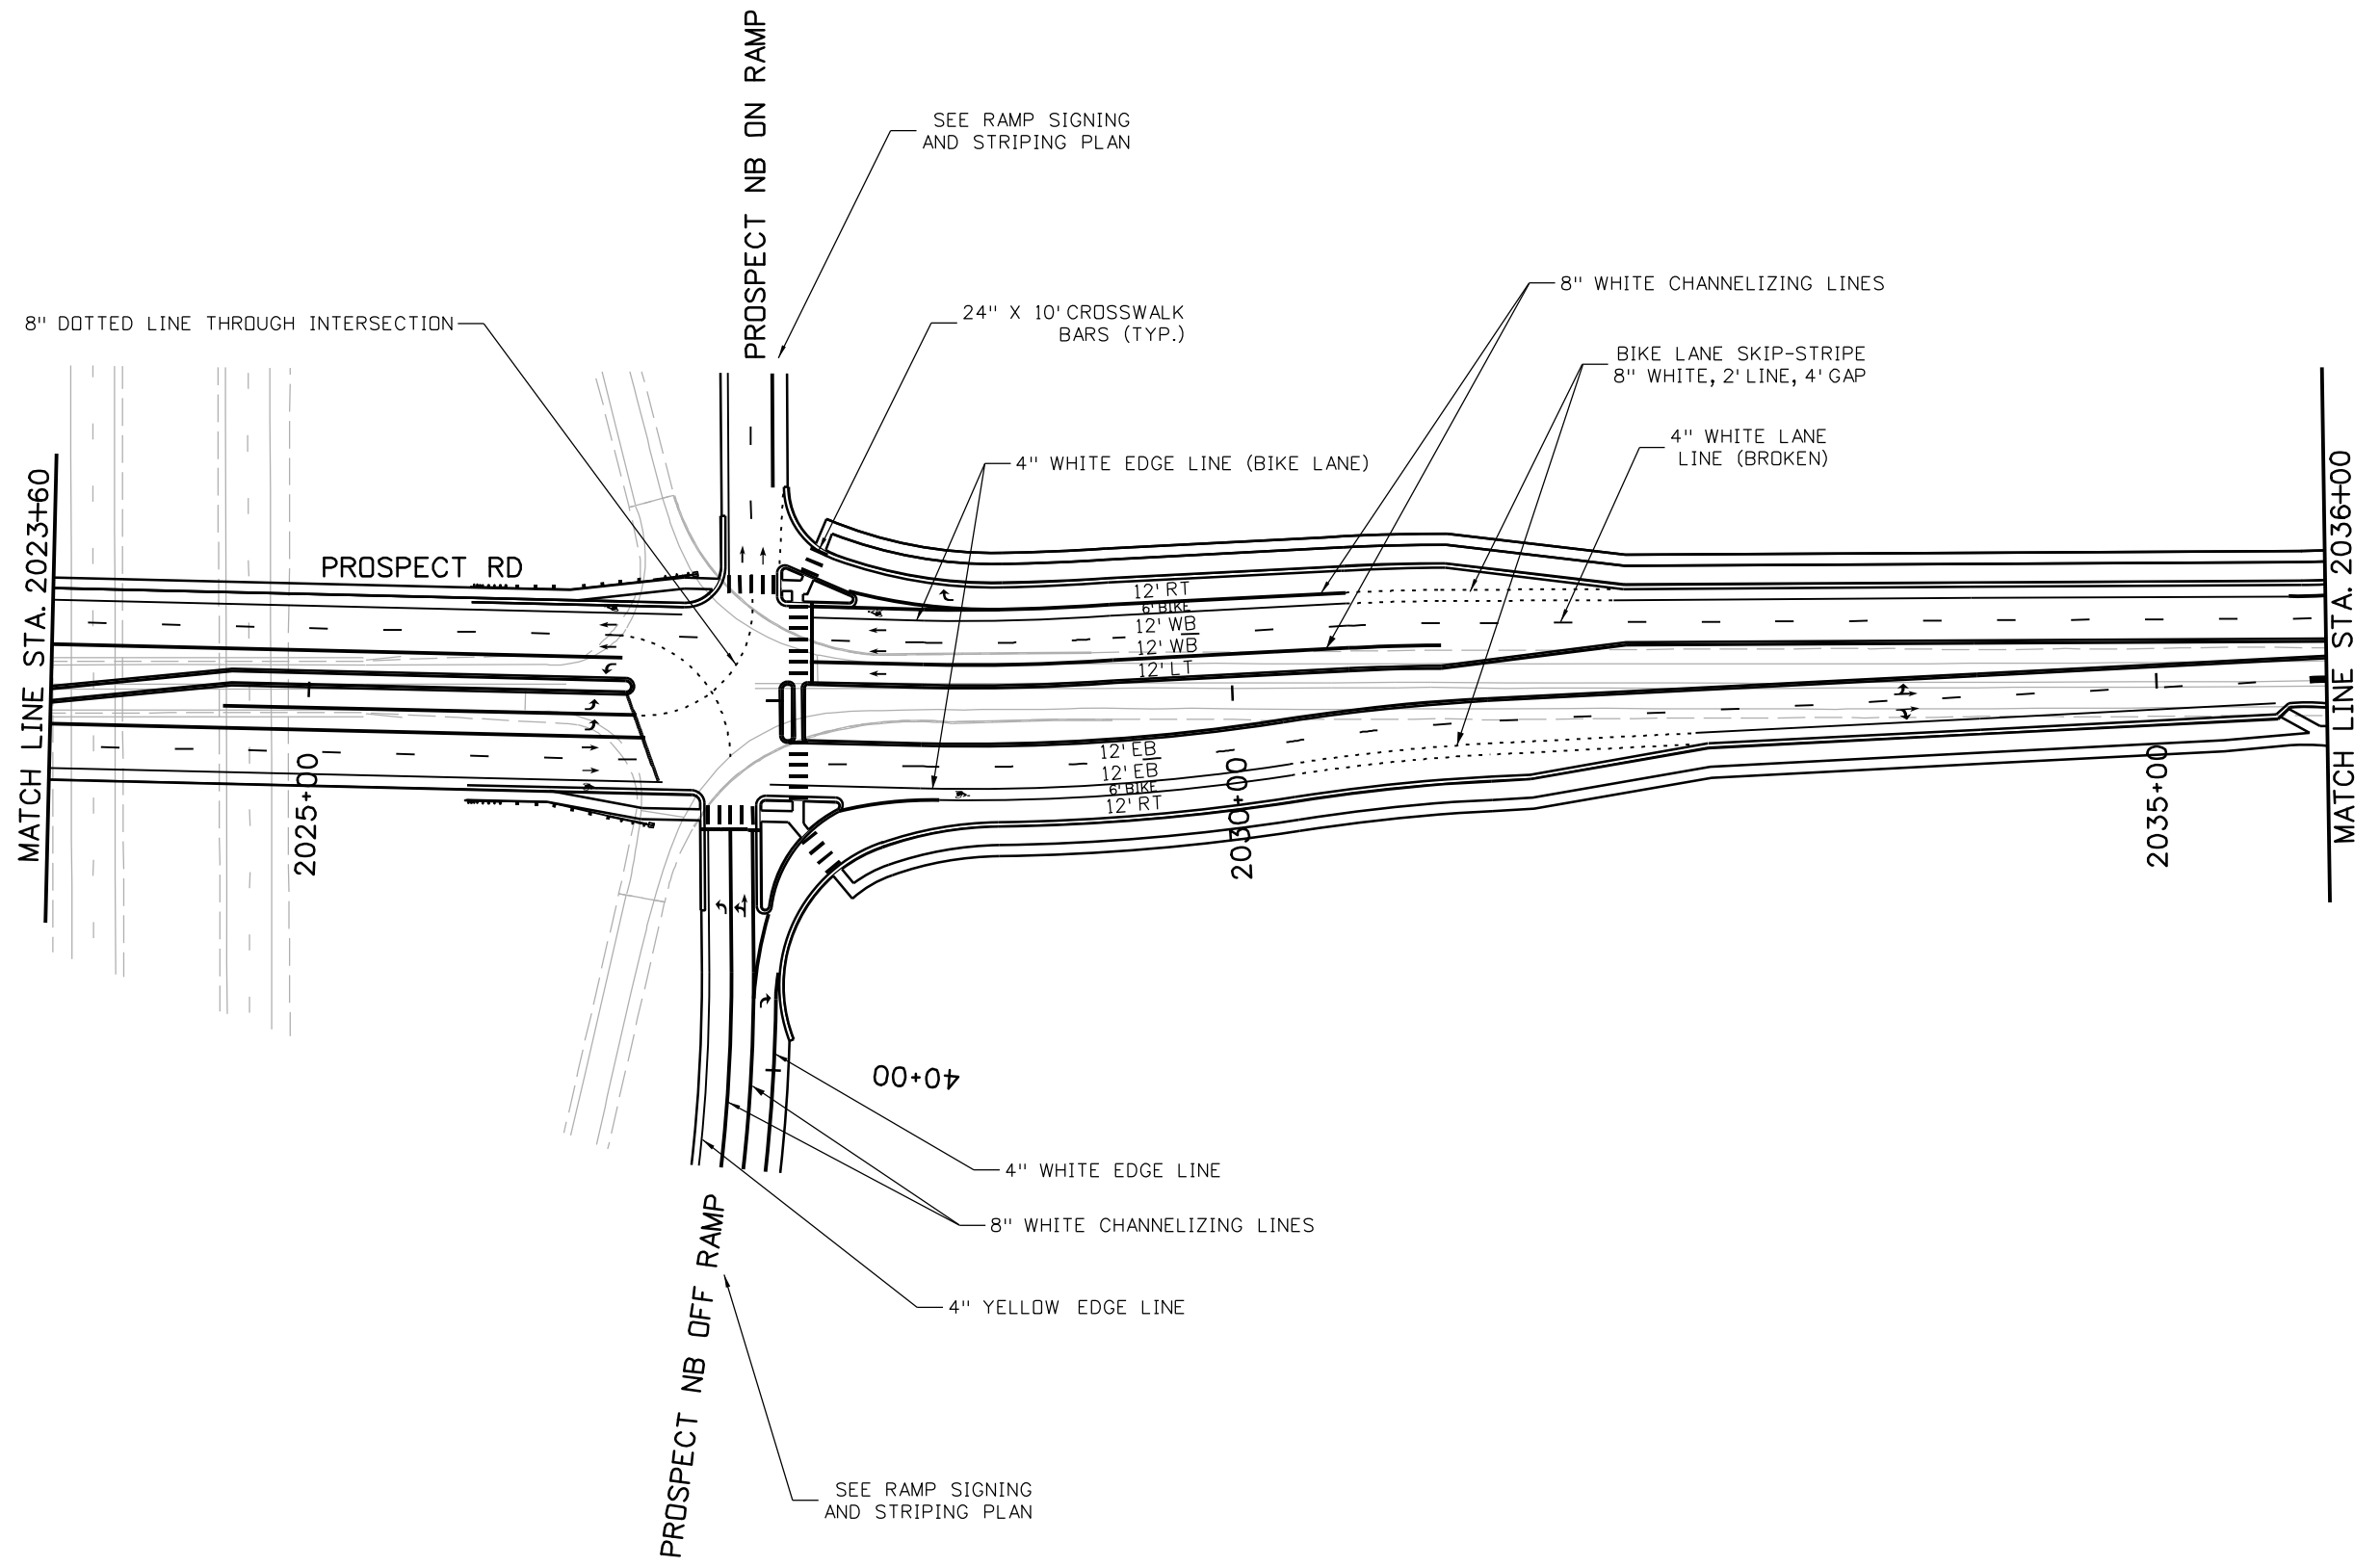 PROSPECT NB ON RAMP
SEE RAMP SIGNING
AND STRIPING PLAN
8" WHITE CHANNELIZING LINES
24" X 10' CROSSWALK
BARS (TYP.)
8" DOTTED LINE THROUGH INTERSECTION
BIKE LANE SKIP-STRIPE
8" WHITE, 2' LINE, 4' GAP
4" WHITE LANE
LINE (BROKEN)
4" WHITE EDGE LINE (BIKE LANE)
MATCH LINE STA. 2023+60
PROSPECT RD
MATCH LINE STA. 2036+00
12' RT
6' BIKE
12' WB
12' WB
12' LT
12' EB
12' EB
6' BIKE
12' RT
2025+00
2030+00
2035+00
40+00
4" WHITE EDGE LINE
8" WHITE CHANNELIZING LINES
4" YELLOW EDGE LINE
PROSPECT NB OFF RAMP
SEE RAMP SIGNING
AND STRIPING PLAN